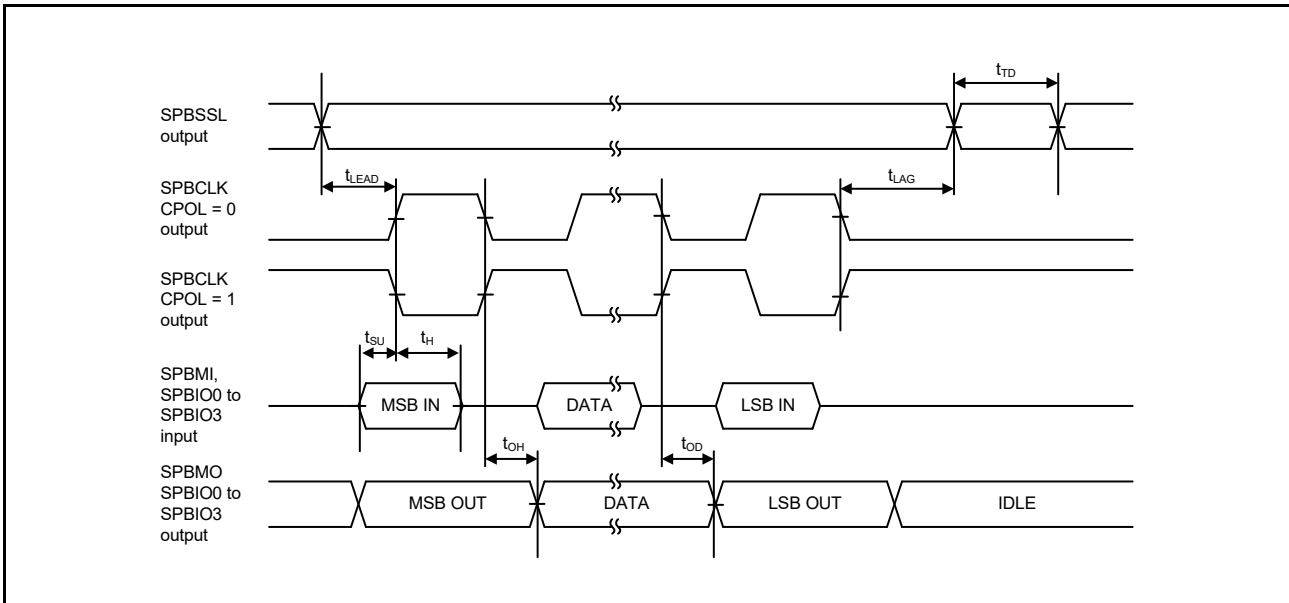 tTD
SPBSSL
output
tLEAD
tLAG
SPBCLK
CPOL = 0
output
SPBCLK
CPOL = 1
output
tSU
tH
SPBMI,
SPBIO0 to
SPBIO3
input
MSB IN
DATA
LSB IN
tOH
tOD
SPBMO
SPBIO0 to
SPBIO3
output
MSB OUT
DATA
LSB OUT
IDLE